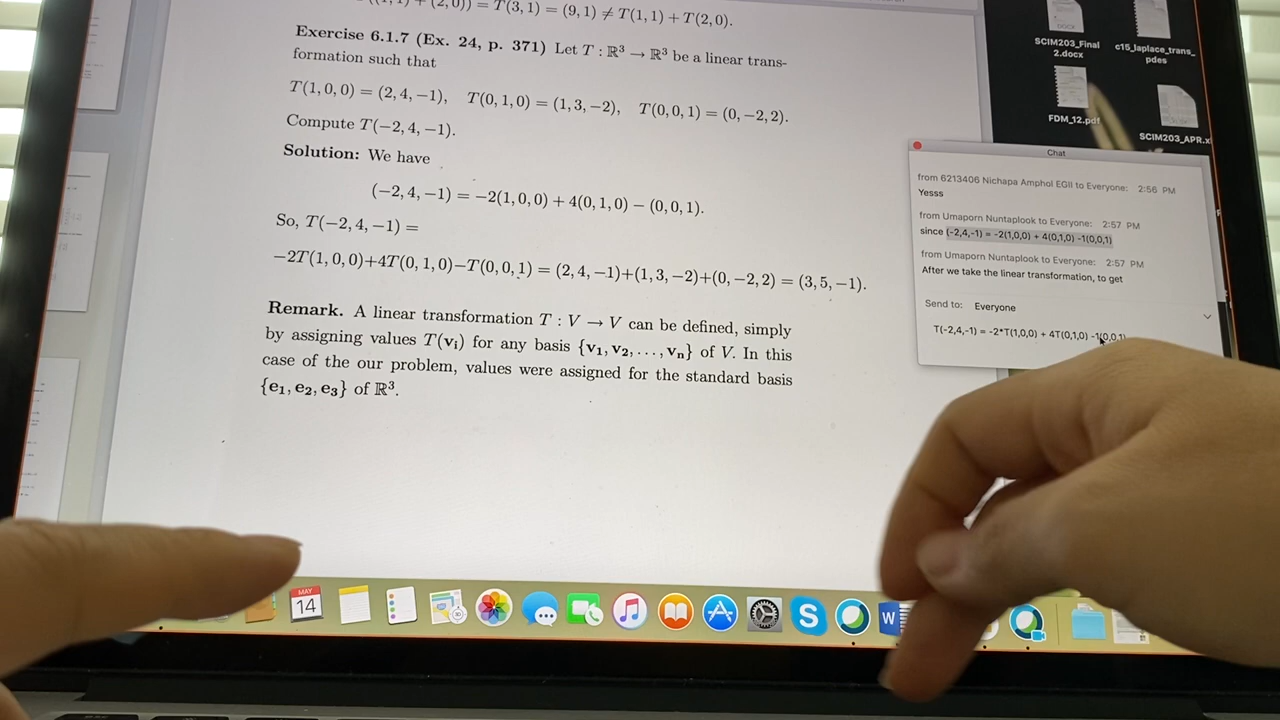 ((1, 1) + (2, 0)) = T(3, 1) = (9, 1) ≠ T(1, 1) + T(2, 0).
Exercise 6.1.7 (Ex. 24, p. 371) Let T : ℝ³ → ℝ³ be a linear trans-
formation such that
T(1, 0, 0) = (2, 4, −1), T(0, 1, 0) = (1, 3, −2), T(0, 0, 1) = (0, −2, 2).
Compute T(−2, 4, −1).
Solution: We have
(−2, 4, −1) = −2(1, 0, 0) + 4(0, 1, 0) − (0, 0, 1).
So, T(−2, 4, −1) =
−2T(1, 0, 0)+4T(0, 1, 0)−T(0, 0, 1) = (2, 4, −1)+(1, 3, −2)+(0, −2, 2) = (3, 5, −1).
Remark. A linear transformation T : V → V can be defined, simply
by assigning values T(v_i) for any basis {v₁, v₂, . . . , v_n} of V. In this
case of the our problem, values were assigned for the standard basis
{e₁, e₂, e₃} of ℝ³.
SCIM203_Final
2.docx
c15_laplace_trans_
pdes
FDM_12.pdf
SCIM203_APR.x
Chat
from 6213406 Nichapa Amphol EGII to Everyone: 2:56 PM
Yesss
from Umaporn Nuntaplook to Everyone: 2:57 PM
since (-2,4,-1) = -2(1,0,0) + 4(0,1,0) -1(0,0,1)
from Umaporn Nuntaplook to Everyone: 2:57 PM
After we take the linear transformation, to get
Send to: Everyone
T(-2,4,-1) = -2*T(1,0,0) + 4T(0,1,0) -1(0,0,1)
MAY
14
S
W